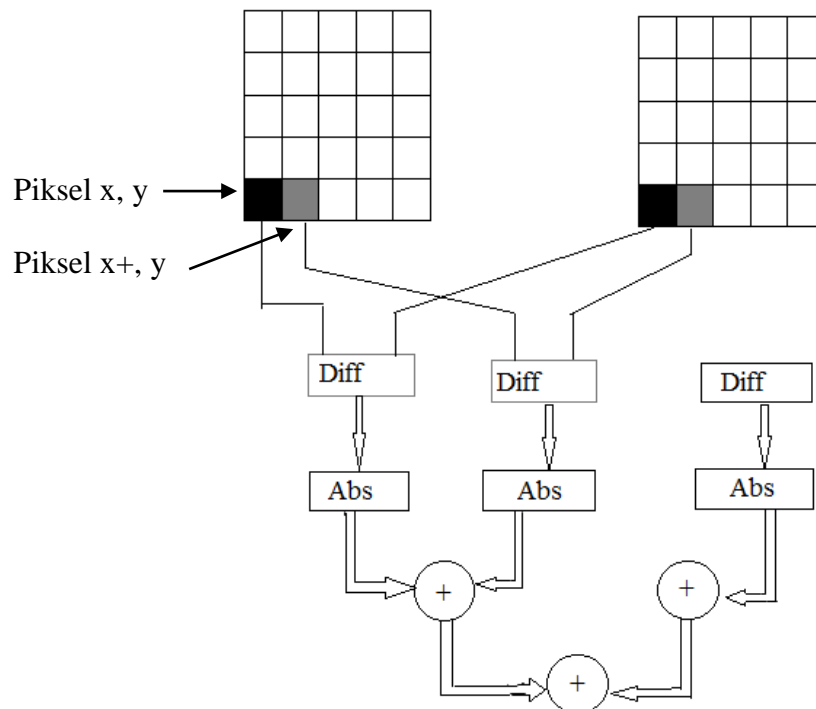 Piksel x, y
Piksel x+, y
Diff
Diff
Diff
Abs
Abs
Abs
+
+
+